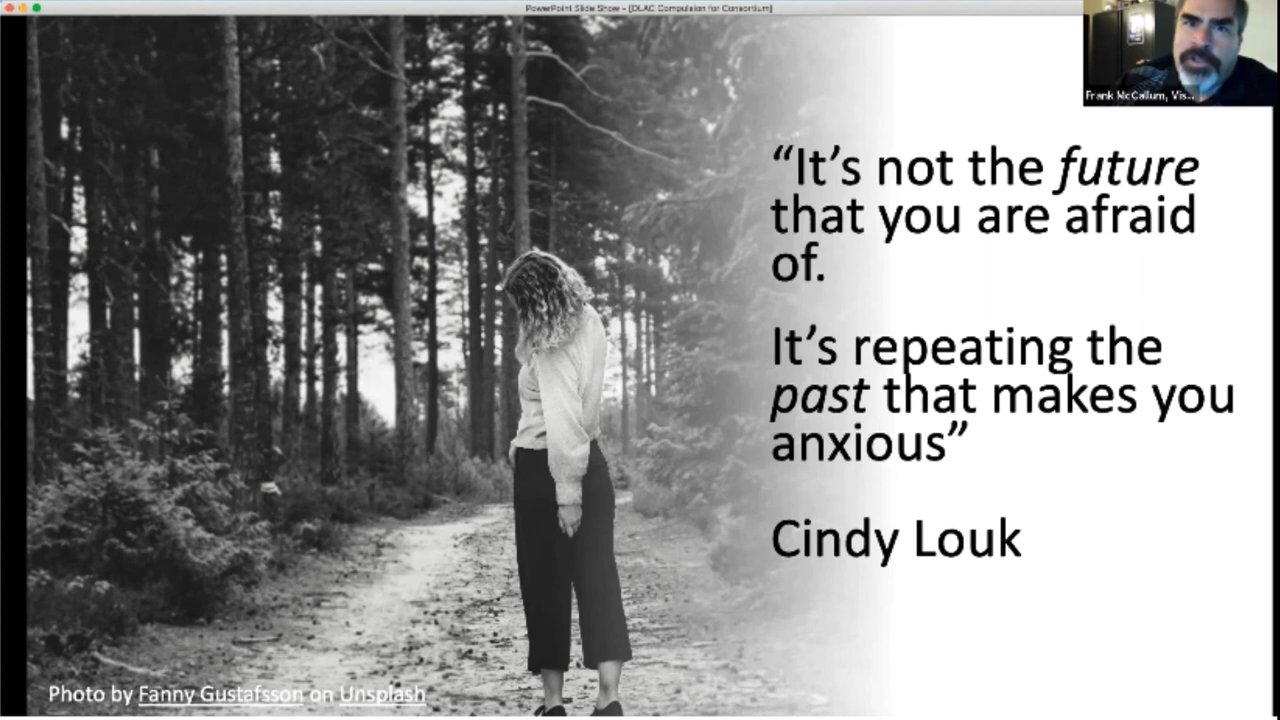 PowerPoint Slide Show - [DLAC Compulsion for Consortium]
Frank McCallum, Vis...
“It’s not the future
that you are afraid
of.
It’s repeating the
past that makes you
anxious”
Cindy Louk
Photo by Fanny Gustafsson on Unsplash